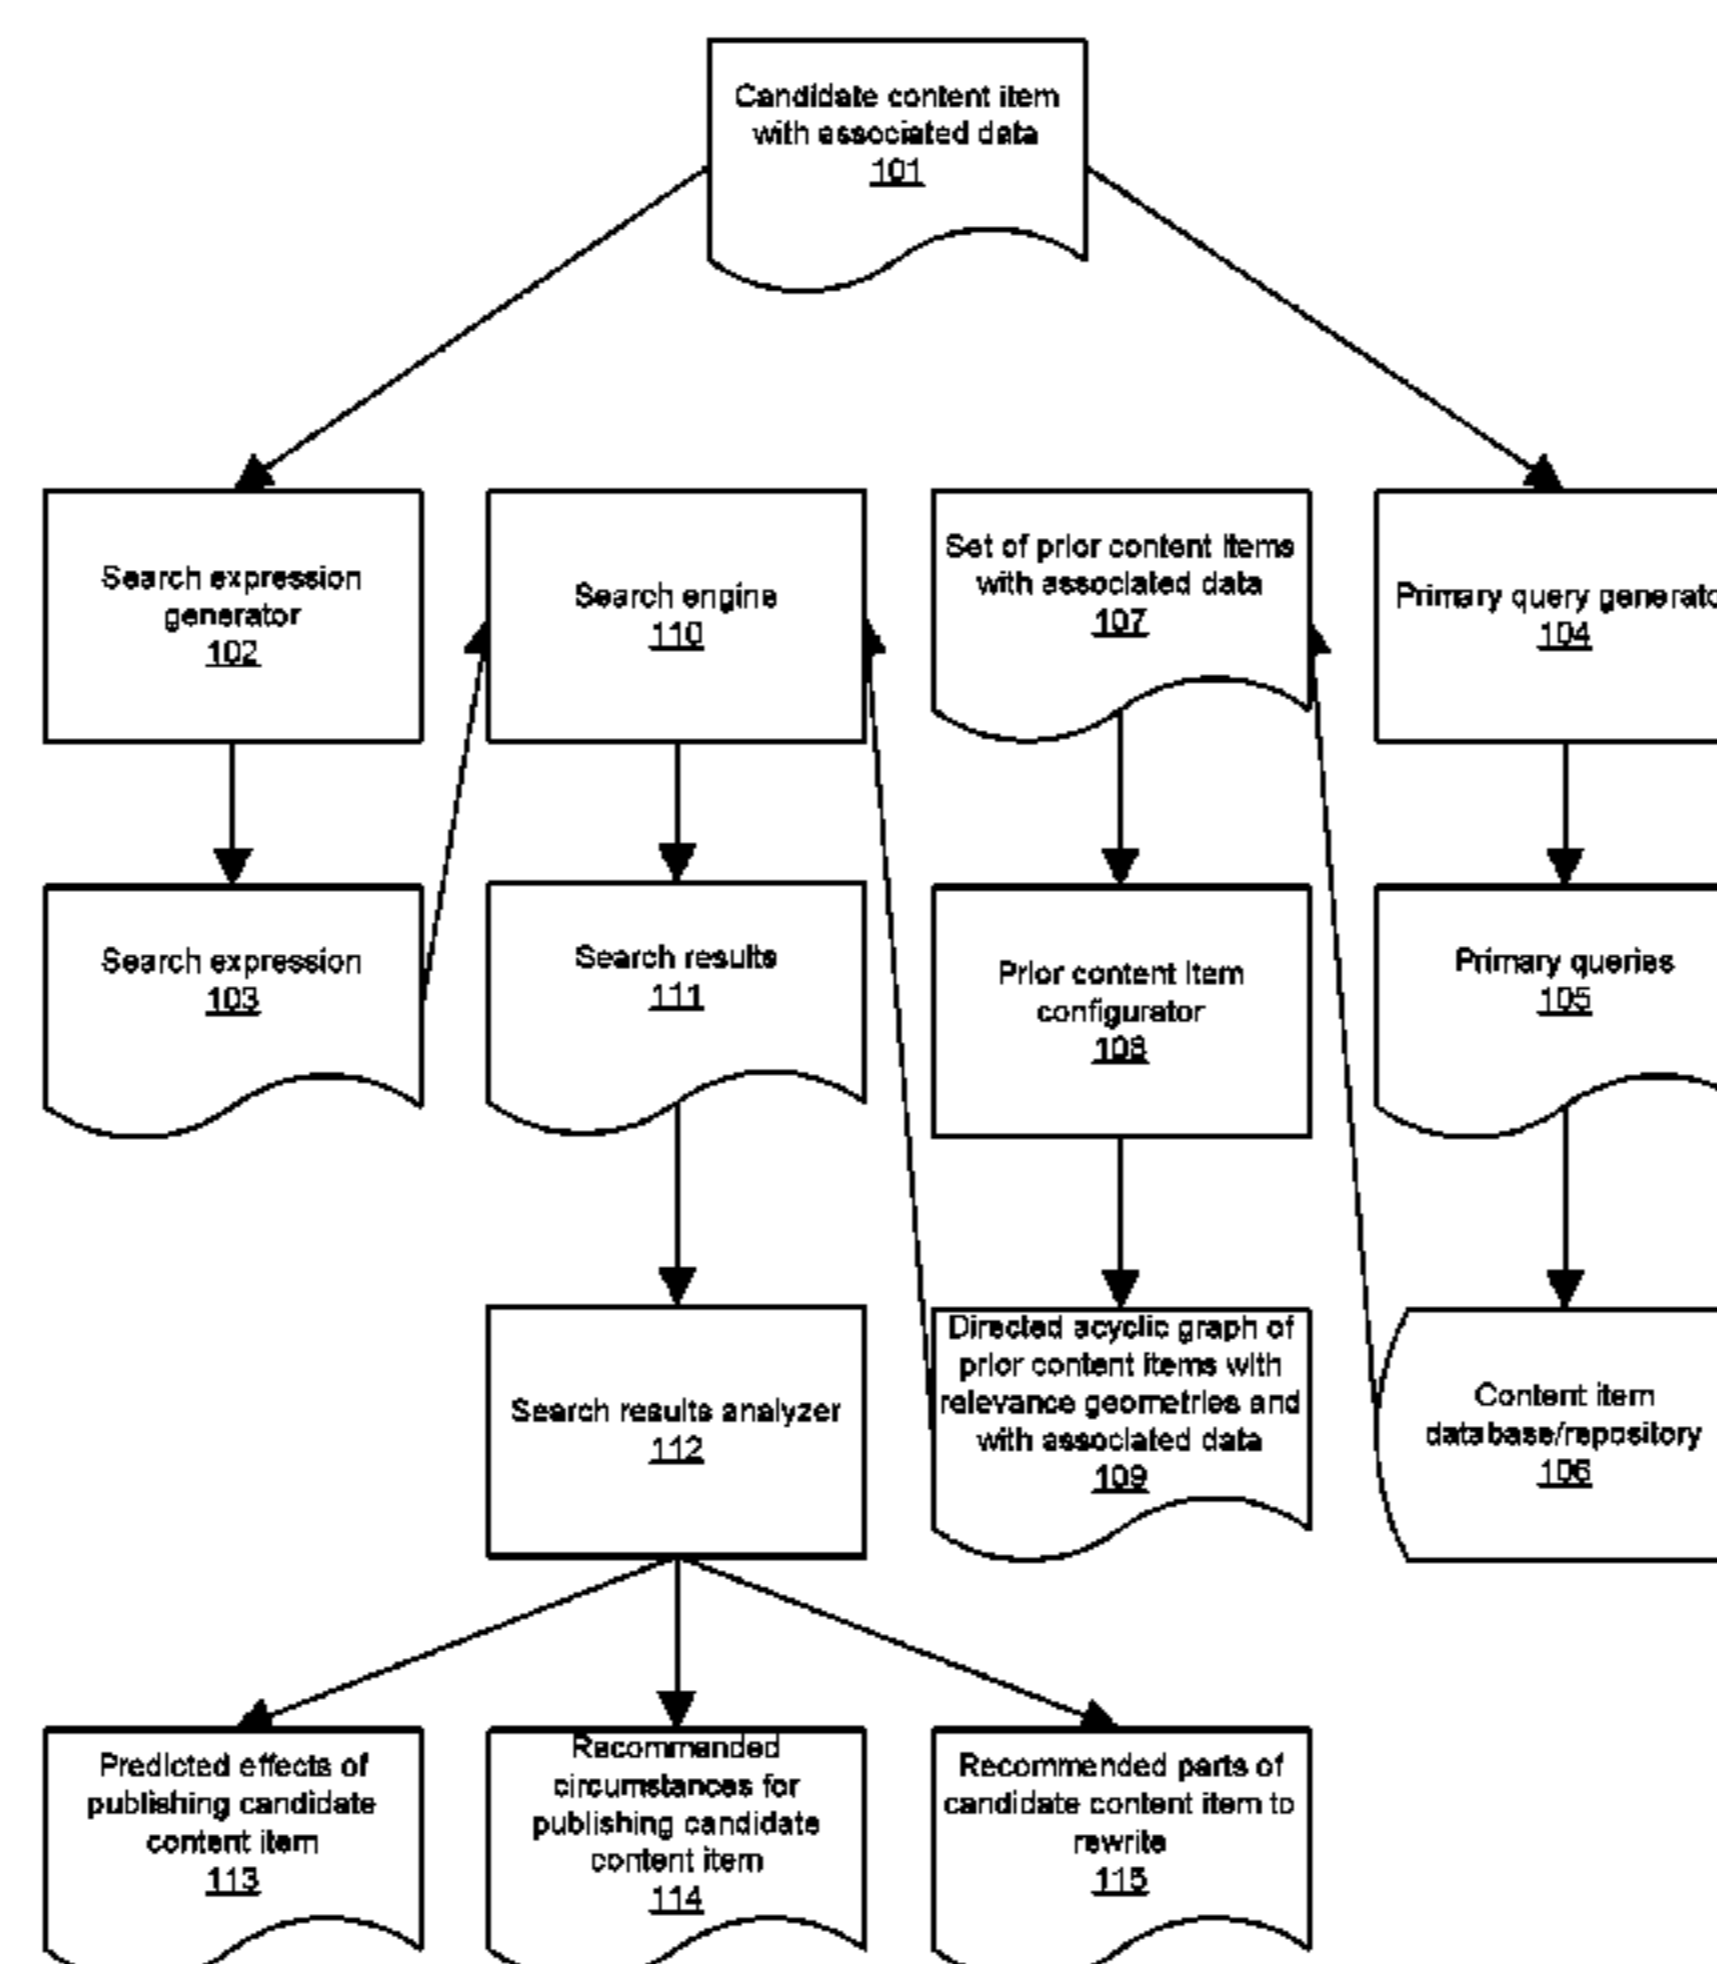 Candidate content item
with associated data
101
Search expression
generator
102
Search engine
110
Set of prior content items
with associated data
107
Primary query generato
104
Search expression
103
Search results
111
Prior content item
configurator
108
Primary queries
105
Search results analyzer
112
Directed acyclic graph of
prior content items with
relevance geometries and
with associated data
109
Content item
database/repository
106
Predicted effects of
publishing candidate
content item
113
Recommended
circumstances for
publishing candidate
content item
114
Recommended parts of
candidate content item to
rewrite
115